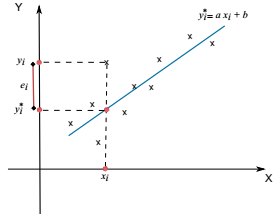 Y
y*i = a xi + b
yi
ei
y*i
xi
X